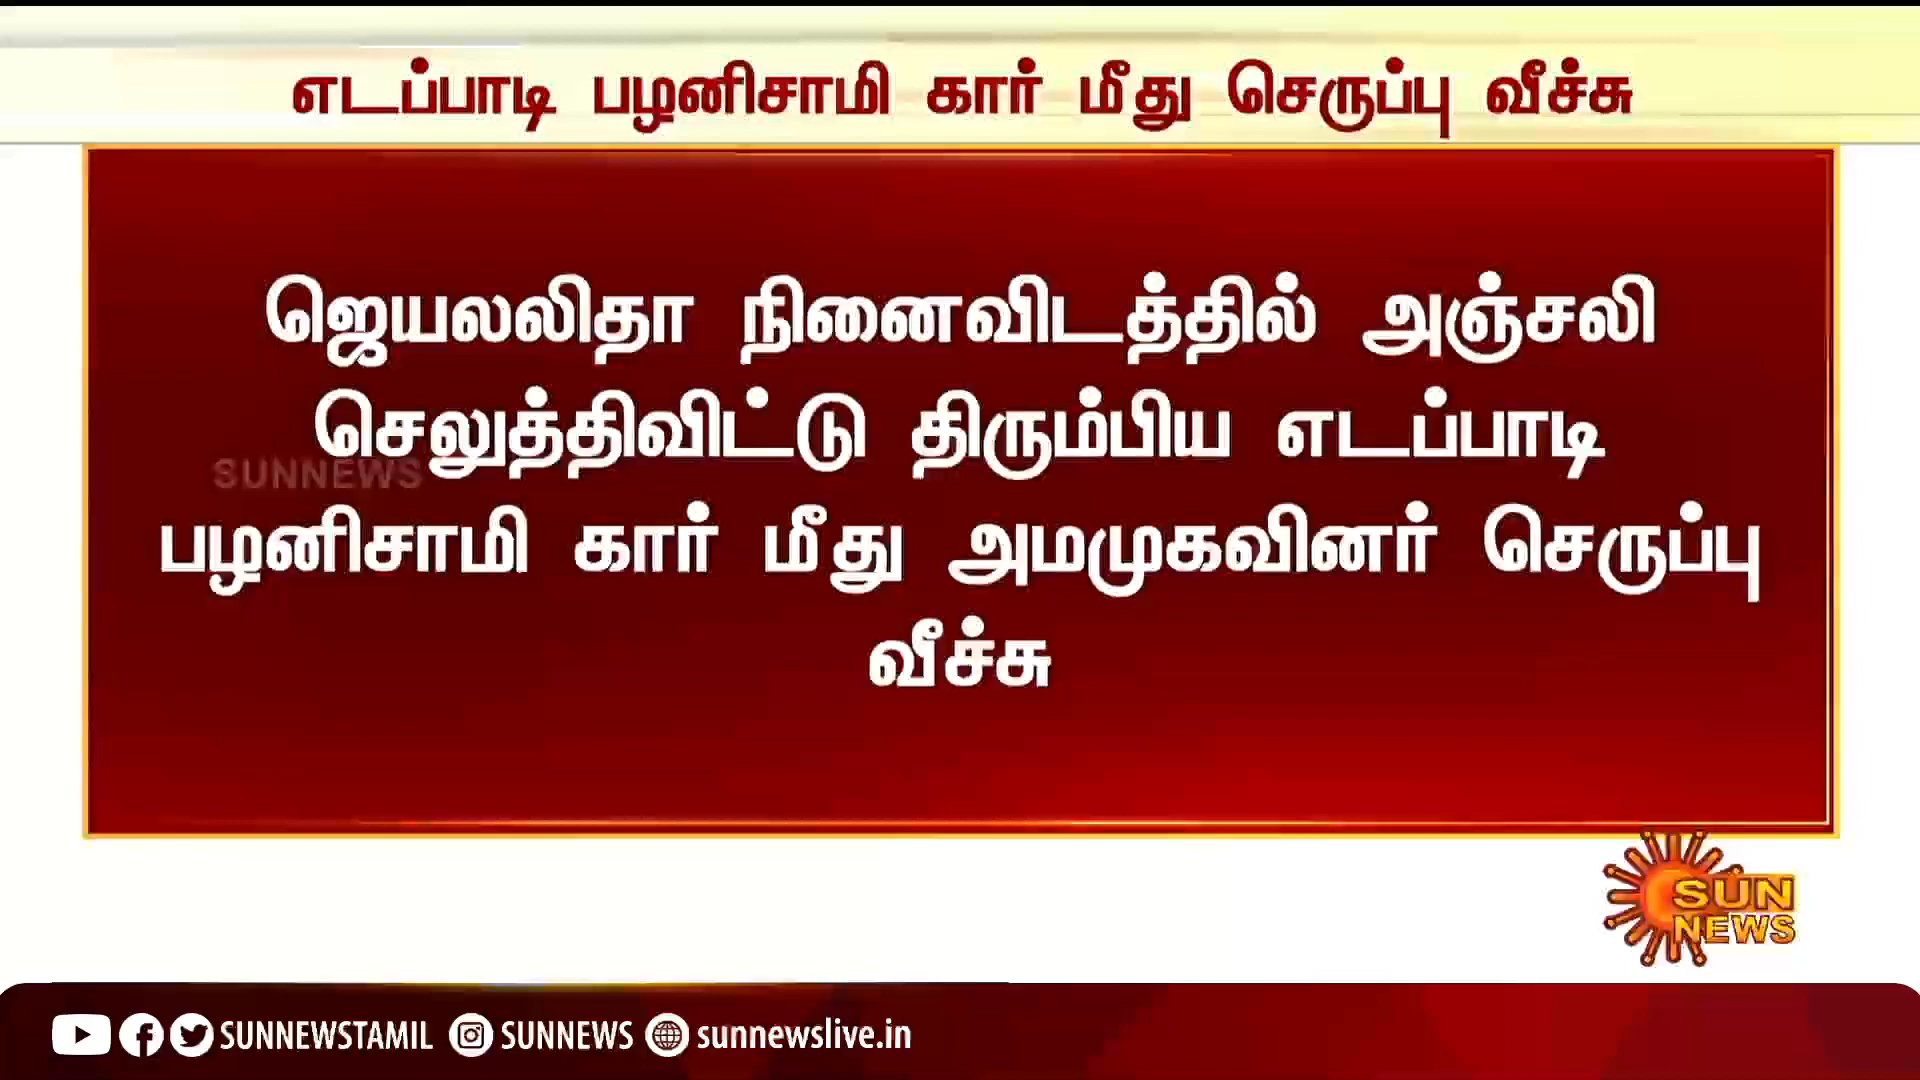 எடப்பாடி பழனிசாமி கார் மீது செருப்பு வீச்சு
ஜெயலலிதா நினைவிடத்தில் அஞ்சலி
செலுத்திவிட்டு திரும்பிய எடப்பாடி
SUNNEWS
பழனிசாமி கார் மீது அமமுகவினர் செருப்பு
வீச்சு
SUN
NEWS
SUNNEWSTAMIL SUNNEWS sunnewslive.in